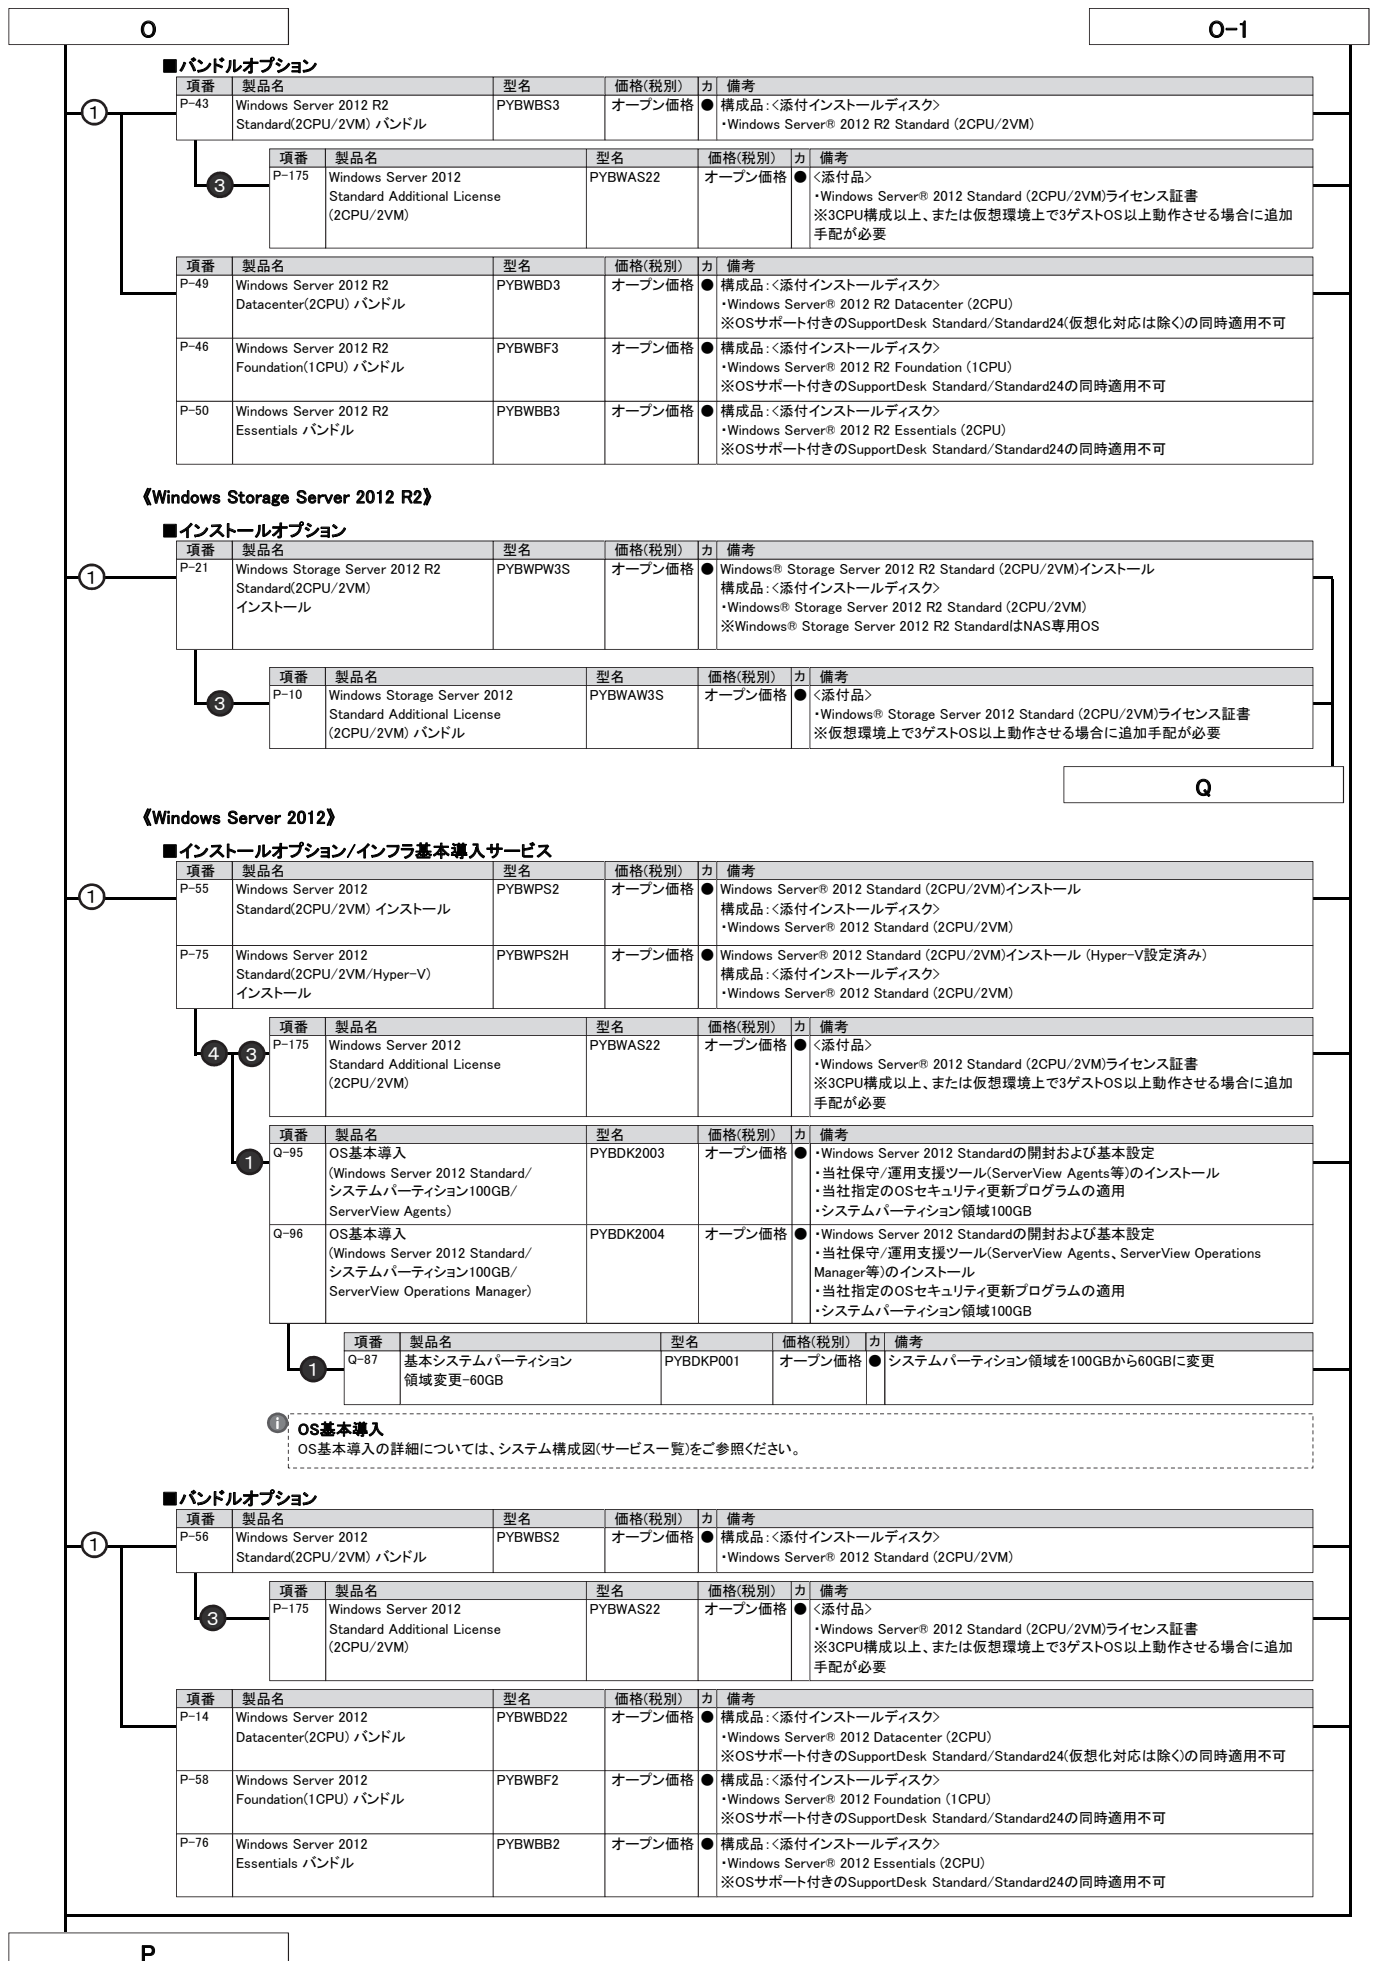 O
O-1
■バンドルオプション
項番 製品名 型名 価格(税別) カ 備考
P-43 Windows Server 2012 R2 PYBWBS3 オープン価格 ● 構成品:<添付インストールディスク>
Standard(2CPU/2VM) バンドル ・Windows Server® 2012 R2 Standard (2CPU/2VM)
①
項番 製品名 型名 価格(税別) カ 備考
❸ P-175 Windows Server 2012 PYBWAS22 オープン価格 ● <添付品>
Standard Additional License ・Windows Server® 2012 Standard (2CPU/2VM)ライセンス証書
(2CPU/2VM) ※3CPU構成以上、または仮想環境上で3ゲストOS以上動作させる場合に追加
手配が必要
項番 製品名 型名 価格(税別) カ 備考
P-49 Windows Server 2012 R2 PYBWBD3 オープン価格 ● 構成品:<添付インストールディスク>
Datacenter(2CPU) バンドル ・Windows Server® 2012 R2 Datacenter (2CPU)
※OSサポート付きのSupportDesk Standard/Standard24(仮想化対応は除く)の同時適用不可
P-46 Windows Server 2012 R2 PYBWBF3 オープン価格 ● 構成品:<添付インストールディスク>
Foundation(1CPU) バンドル ・Windows Server® 2012 R2 Foundation (1CPU)
※OSサポート付きのSupportDesk Standard/Standard24の同時適用不可
P-50 Windows Server 2012 R2 PYBWBB3 オープン価格 ● 構成品:<添付インストールディスク>
Essentials バンドル ・Windows Server® 2012 R2 Essentials (2CPU)
※OSサポート付きのSupportDesk Standard/Standard24の同時適用不可
《Windows Storage Server 2012 R2》
■インストールオプション
項番 製品名 型名 価格(税別) カ 備考
① P-21 Windows Storage Server 2012 R2 PYBWPW3S オープン価格 ● Windows® Storage Server 2012 R2 Standard (2CPU/2VM)インストール
Standard(2CPU/2VM) 構成品:<添付インストールディスク>
インストール ・Windows® Storage Server 2012 R2 Standard (2CPU/2VM)
※Windows® Storage Server 2012 R2 StandardはNAS専用OS
項番 製品名 型名 価格(税別) カ 備考
❸ P-10 Windows Storage Server 2012 PYBWAW3S オープン価格 ● <添付品>
Standard Additional License ・Windows® Storage Server 2012 Standard (2CPU/2VM)ライセンス証書
(2CPU/2VM) バンドル ※仮想環境上で3ゲストOS以上動作させる場合に追加手配が必要
Q
《Windows Server 2012》
■インストールオプション/インフラ基本導入サービス
項番 製品名 型名 価格(税別) カ 備考
① P-55 Windows Server 2012 PYBWPS2 オープン価格 ● Windows Server® 2012 Standard (2CPU/2VM)インストール
Standard(2CPU/2VM) インストール 構成品:<添付インストールディスク>
・Windows Server® 2012 Standard (2CPU/2VM)
P-75 Windows Server 2012 PYBWPS2H オープン価格 ● Windows Server® 2012 Standard (2CPU/2VM)インストール (Hyper-V設定済み)
Standard(2CPU/2VM/Hyper-V) 構成品:<添付インストールディスク>
インストール ・Windows Server® 2012 Standard (2CPU/2VM)
項番 製品名 型名 価格(税別) カ 備考
❹ ❸ P-175 Windows Server 2012 PYBWAS22 オープン価格 ● <添付品>
Standard Additional License ・Windows Server® 2012 Standard (2CPU/2VM)ライセンス証書
(2CPU/2VM) ※3CPU構成以上、または仮想環境上で3ゲストOS以上動作させる場合に追加
手配が必要
項番 製品名 型名 価格(税別) カ 備考
❶ Q-95 OS基本導入 PYBDK2003 オープン価格 ● ・Windows Server 2012 Standardの開封および基本設定
(Windows Server 2012 Standard/ ・当社保守/運用支援ツール(ServerView Agents等)のインストール
システムパーティション100GB/ ・当社指定のOSセキュリティ更新プログラムの適用
ServerView Agents) ・システムパーティション領域100GB
Q-96 OS基本導入 PYBDK2004 オープン価格 ● ・Windows Server 2012 Standardの開封および基本設定
(Windows Server 2012 Standard/ ・当社保守/運用支援ツール(ServerView Agents、ServerView Operations
システムパーティション100GB/ Manager等)のインストール
ServerView Operations Manager) ・当社指定のOSセキュリティ更新プログラムの適用
・システムパーティション領域100GB
項番 製品名 型名 価格(税別) カ 備考
❶ Q-87 基本システムパーティション PYBDKP001 オープン価格 ● システムパーティション領域を100GBから60GBに変更
領域変更-60GB
i OS基本導入
OS基本導入の詳細については、システム構成図(サービス一覧)をご参照ください。
■バンドルオプション
項番 製品名 型名 価格(税別) カ 備考
① P-56 Windows Server 2012 PYBWBS2 オープン価格 ● 構成品:<添付インストールディスク>
Standard(2CPU/2VM) バンドル ・Windows Server® 2012 Standard (2CPU/2VM)
項番 製品名 型名 価格(税別) カ 備考
❸ P-175 Windows Server 2012 PYBWAS22 オープン価格 ● <添付品>
Standard Additional License ・Windows Server® 2012 Standard (2CPU/2VM)ライセンス証書
(2CPU/2VM) ※3CPU構成以上、または仮想環境上で3ゲストOS以上動作させる場合に追加
手配が必要
項番 製品名 型名 価格(税別) カ 備考
P-14 Windows Server 2012 PYBWBD22 オープン価格 ● 構成品:<添付インストールディスク>
Datacenter(2CPU) バンドル ・Windows Server® 2012 Datacenter (2CPU)
※OSサポート付きのSupportDesk Standard/Standard24(仮想化対応は除く)の同時適用不可
P-58 Windows Server 2012 PYBWBF2 オープン価格 ● 構成品:<添付インストールディスク>
Foundation(1CPU) バンドル ・Windows Server® 2012 Foundation (1CPU)
※OSサポート付きのSupportDesk Standard/Standard24の同時適用不可
P-76 Windows Server 2012 PYBWBB2 オープン価格 ● 構成品:<添付インストールディスク>
Essentials バンドル ・Windows Server® 2012 Essentials (2CPU)
※OSサポート付きのSupportDesk Standard/Standard24の同時適用不可
P